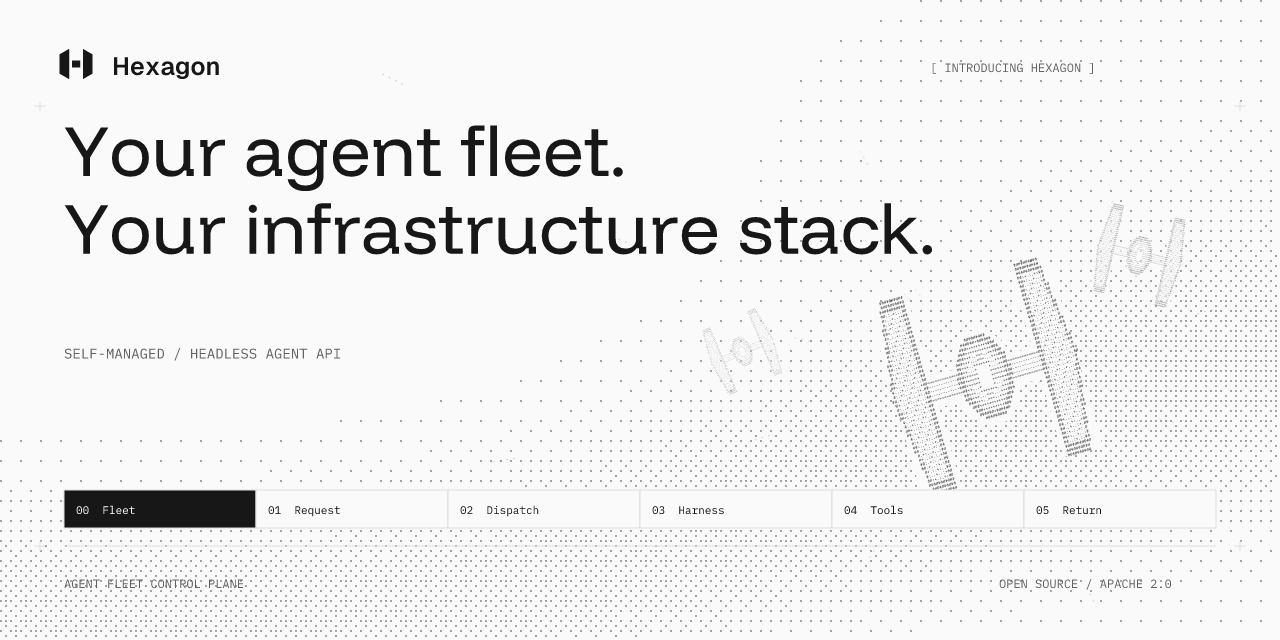 Hexagon
[ INTRODUCING HEXAGON ]
Your agent fleet.
Your infrastructure stack.
SELF-MANAGED / HEADLESS AGENT API
00 Fleet
01 Request
02 Dispatch
03 Harness
04 Tools
05 Return
AGENT FLEET CONTROL PLANE
OPEN SOURCE / APACHE 2.0